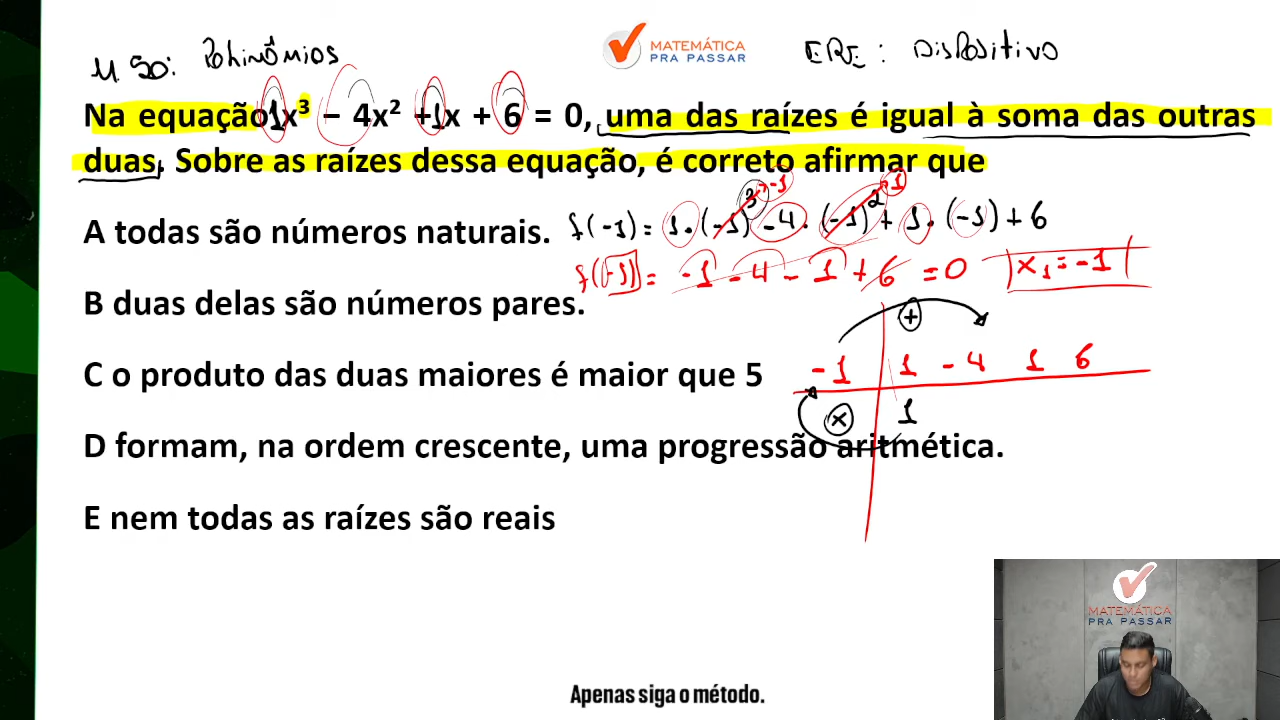 M 50: Polinômios
MATEMÁTICA
PRA PASSAR
ERE: Dispositivo
Na equação 1x³ – 4x² + 1x + 6 = 0, uma das raízes é igual à soma das outras
duas. Sobre as raízes dessa equação, é correto afirmar que
A todas são números naturais.
f(-1) = 1.(-1)³ -4.(-1)² + 1.(-1) + 6
→ -1
→ 1
f(-1) = -1 - 4 - 1 + 6 = 0
x₁ = -1
B duas delas são números pares.
+
-1 1 -4 1 6
C o produto das duas maiores é maior que 5
x 1
D formam, na ordem crescente, uma progressão aritmética.
E nem todas as raízes são reais
MATEMÁTICA
PRA PASSAR
Apenas siga o método.